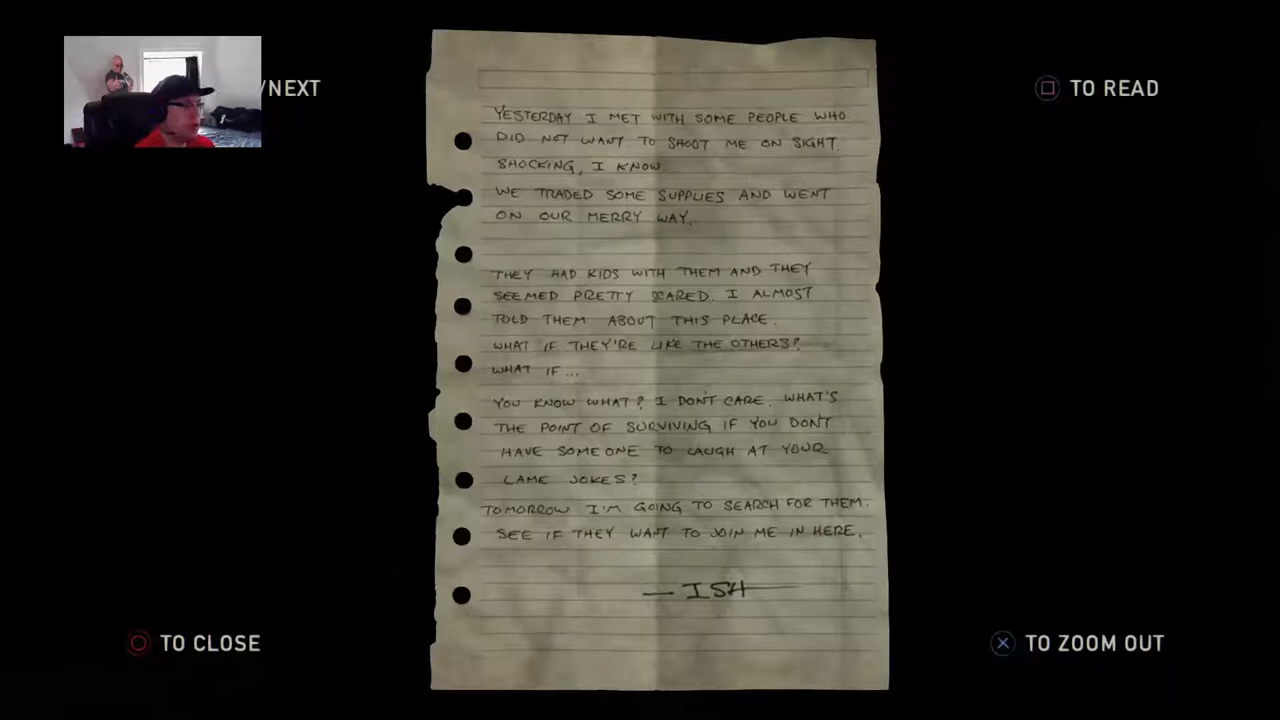 /NEXT
TO READ
YESTERDAY I MET WITH SOME PEOPLE WHO
DID NOT WANT TO SHOOT ME ON SIGHT.
SHOCKING, I KNOW
WE TRADED SOME SUPPLIES AND WENT
ON OUR MERRY WAY.
THEY HAD KIDS WITH THEM AND THEY
SEEMED PRETTY SCARED. I ALMOST
TOLD THEM ABOUT THIS PLACE.
WHAT IF THEY'RE LIKE THE OTHERS?
WHAT IF...
YOU KNOW WHAT? I DON'T CARE. WHAT'S
THE POINT OF SURVIVING IF YOU DON'T
HAVE SOMEONE TO LAUGH AT YOUR
LAME JOKES?
TOMORROW I'M GOING TO SEARCH FOR THEM.
SEE IF THEY WANT TO JOIN ME IN HERE.
— ISH
TO CLOSE
TO ZOOM OUT